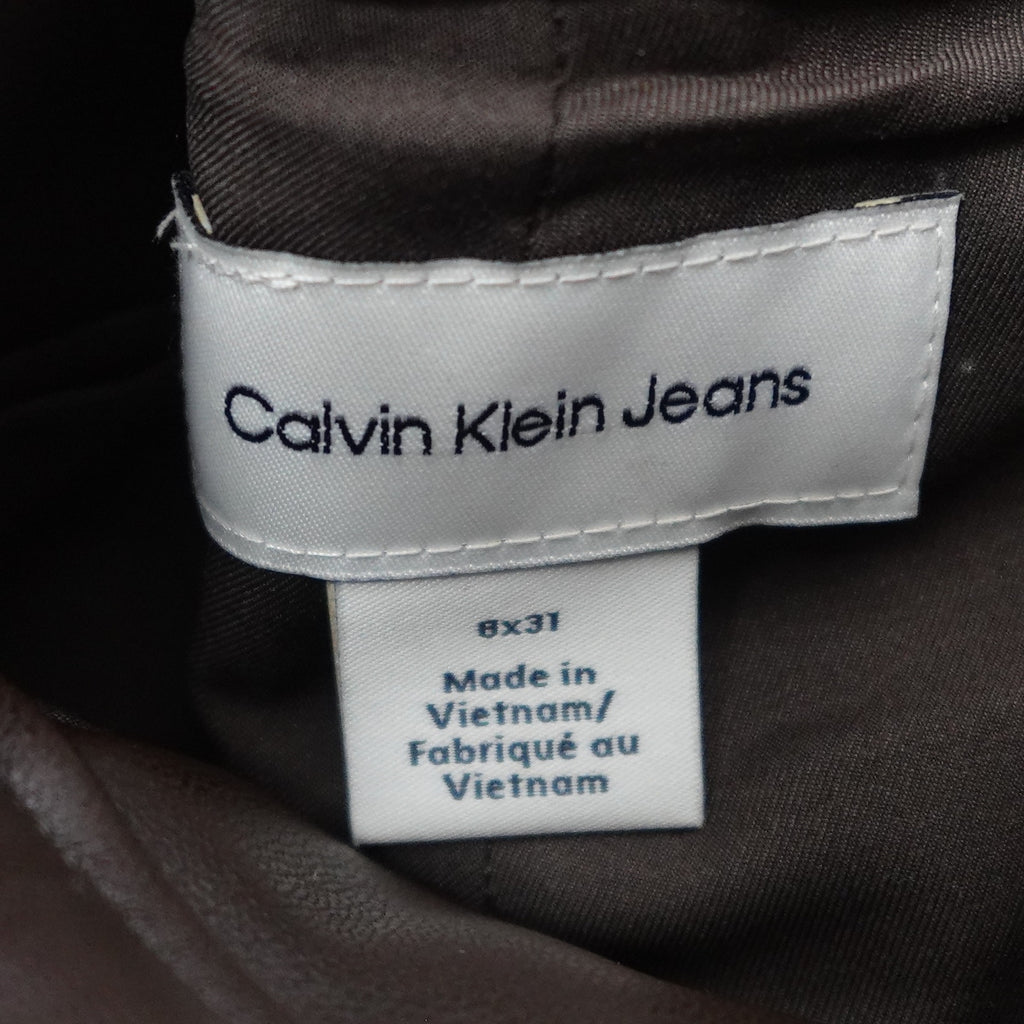 Calvin Klein Jeans
8x31
Made in
Vietnam/
Fabriqué au
Vietnam